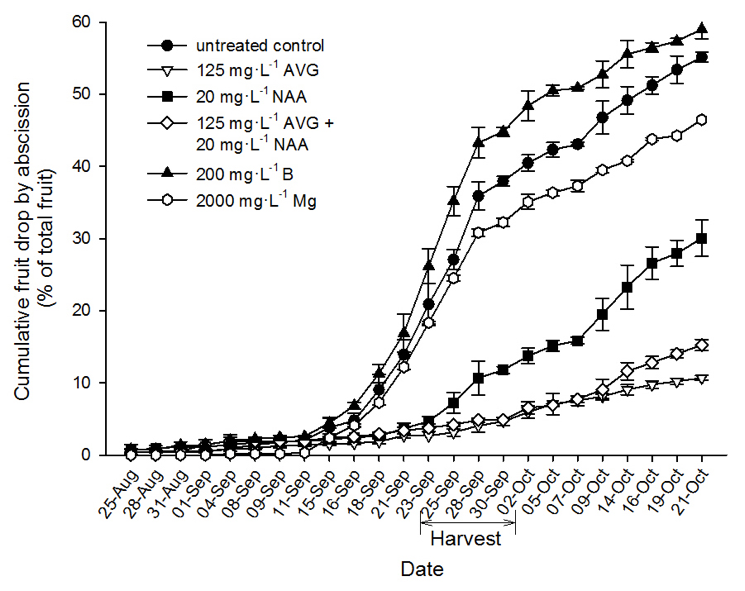 Cumulative fruit drop by abscission
(% of total fruit)
60
50
40
30
20
10
0
untreated control
125 mg·L⁻¹ AVG
20 mg·L⁻¹ NAA
125 mg·L⁻¹ AVG +
20 mg·L⁻¹ NAA
200 mg·L⁻¹ B
2000 mg·L⁻¹ Mg
25-Aug
28-Aug
31-Aug
01-Sep
04-Sep
08-Sep
09-Sep
11-Sep
15-Sep
16-Sep
18-Sep
21-Sep
23-Sep
25-Sep
28-Sep
30-Sep
02-Oct
05-Oct
07-Oct
09-Oct
14-Oct
16-Oct
19-Oct
21-Oct
Harvest
Date